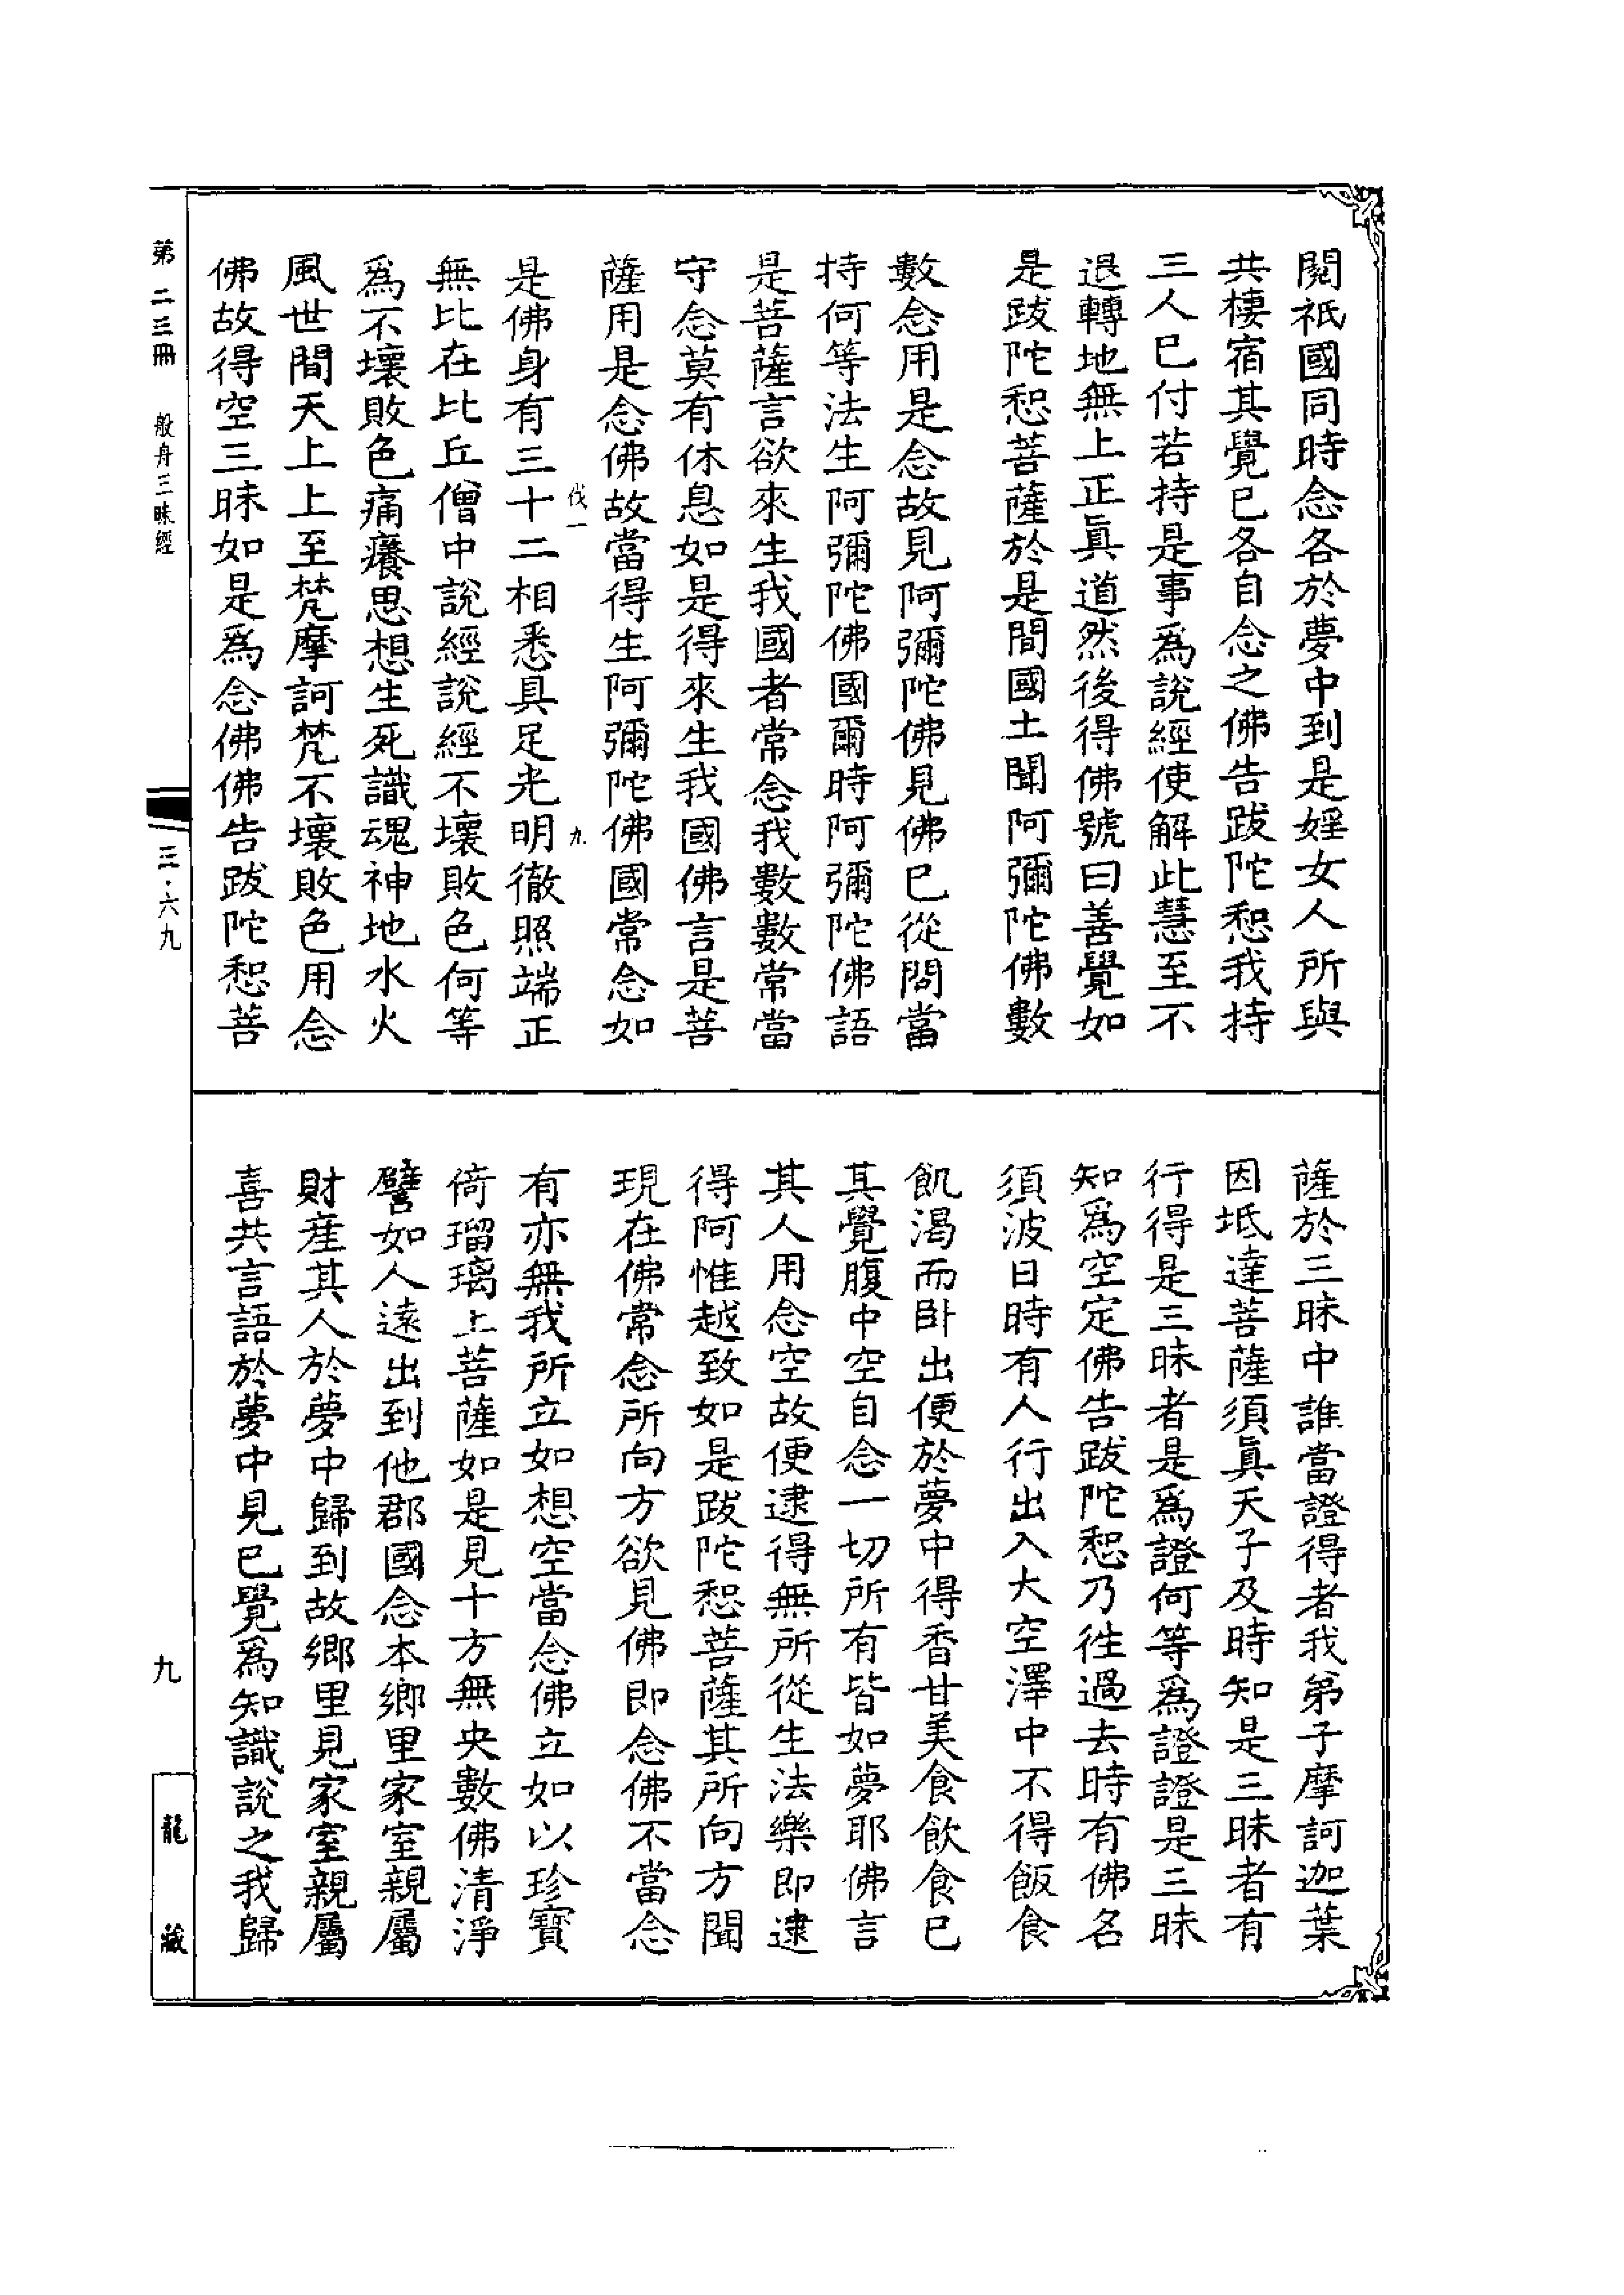 閱祇國同時念各於夢中到是婬女人所與
共棲宿其覺已各自念之佛告跋陀惒我持
三人已付若持是事爲說經使解此慧至不
退轉地無上正眞道然後得佛號曰善覺如
是跋陀惒菩薩於是間國土聞阿彌陀佛數
數念用是念故見阿彌陀佛見佛已從問當
持何等法生阿彌陀佛國爾時阿彌陀佛語
是菩薩言欲來生我國者常念我數數常當
守念莫有休息如是得來生我國佛言是菩
薩用是念佛故當得生阿彌陀佛國常念如
伐一 九
是佛身有三十二相悉具足光明徹照端正
無比在比丘僧中說經說經不壞敗色何等
爲不壞敗色痛癢思想生死識魂神地水火
風世間天上上至梵摩訶梵不壞敗色用念
佛故得空三昧如是爲念佛佛告跋陀惒菩
薩於三昧中誰當證得者我弟子摩訶迦葉
因坻達菩薩須眞天子及時知是三昧者有
行得是三昧者是爲證何等爲證證是三昧
知爲空定佛告跋陀惒乃徃過去時有佛名
須波日時有人行出入大空澤中不得飯食
飢渴而卧出便於夢中得香甘美食飲食已
其覺腹中空自念一切所有皆如夢耶佛言
其人用念空故便逮得無所從生法樂即逮
得阿惟越致如是跋陀惒菩薩其所向方聞
現在佛常念所向方欲見佛即念佛不當念
有亦無我所立如想空當念佛立如以珍寶
倚瑠璃上菩薩如是見十方無央數佛清淨
譬如人遠出到他郡國念本鄉里家室親屬
財產其人於夢中歸到故鄉里見家室親屬
喜共言語於夢中見已覺爲知識說之我歸
第二三冊 般舟三昧經 三·六九 九 龍藏